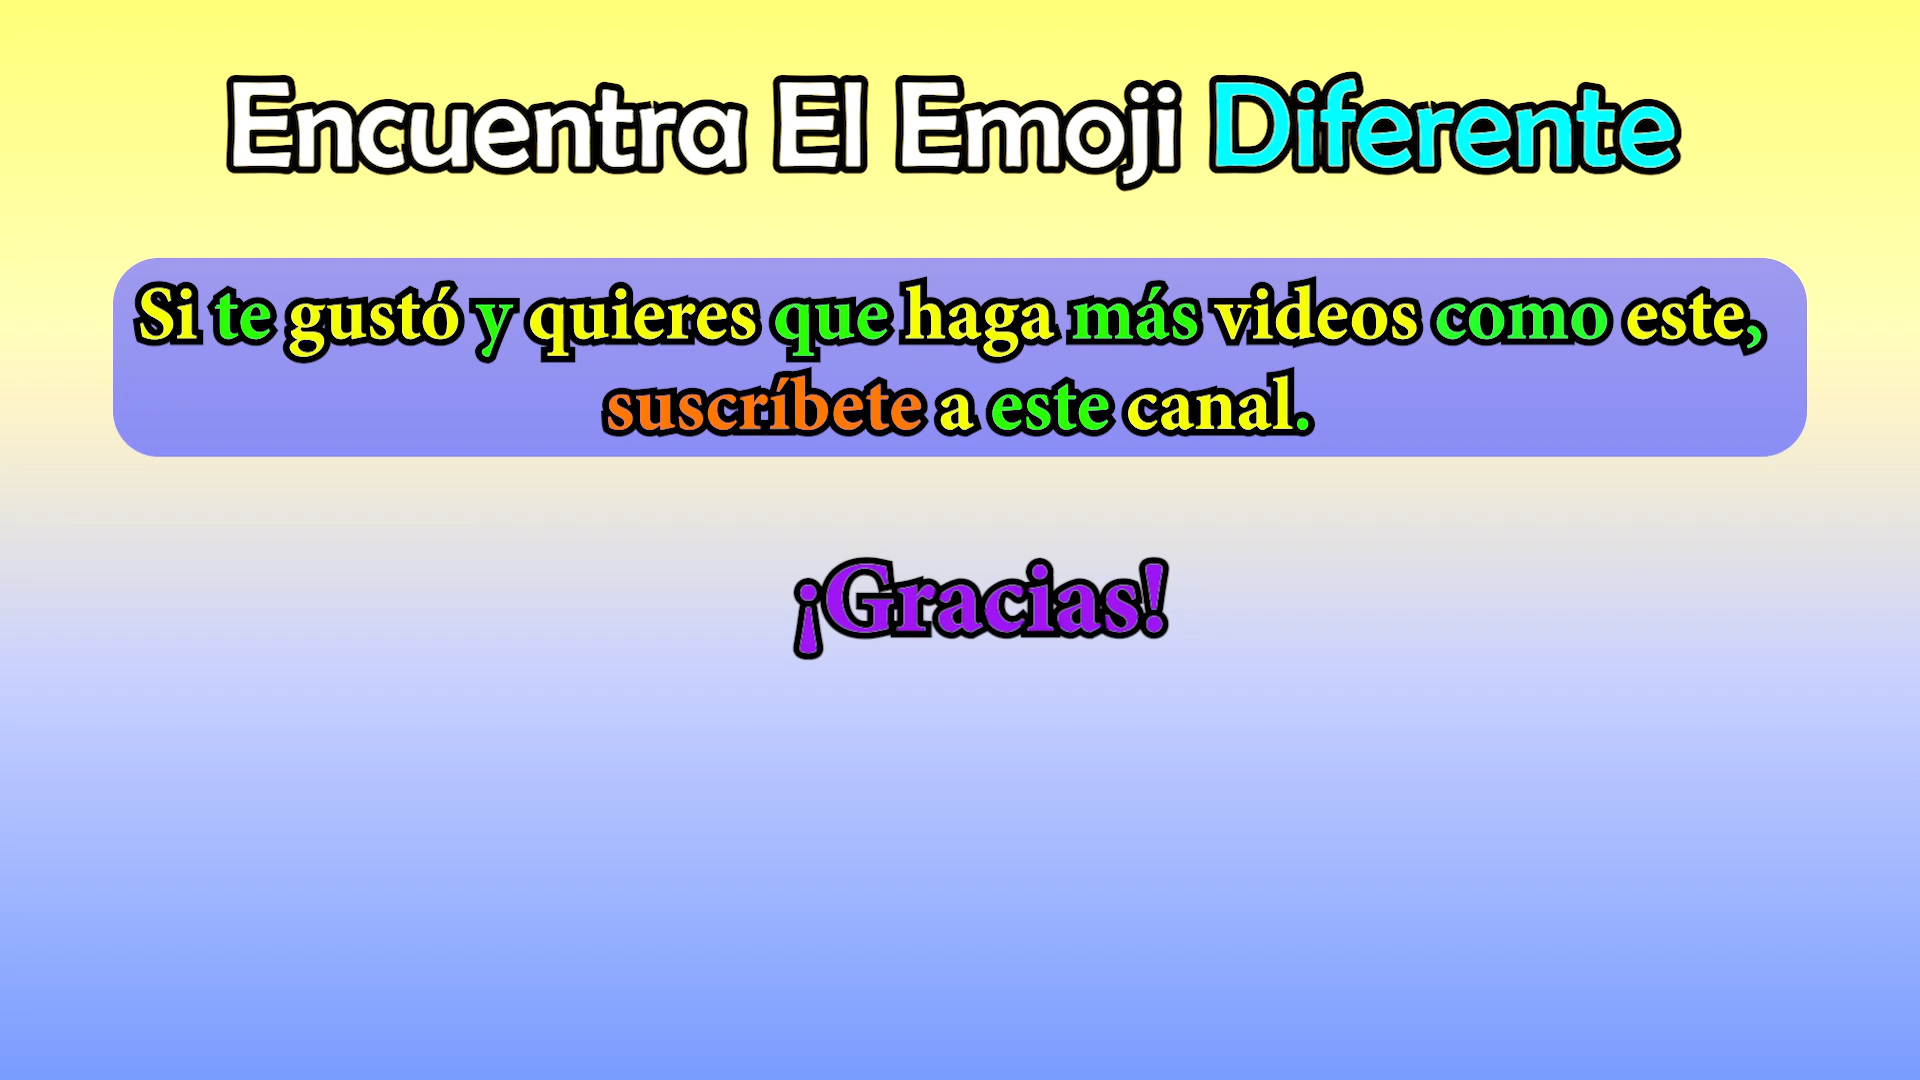 Encuentra El Emoji Diferente
Si te gustó y quieres que haga más videos como este,
suscríbete a este canal.
¡Gracias!